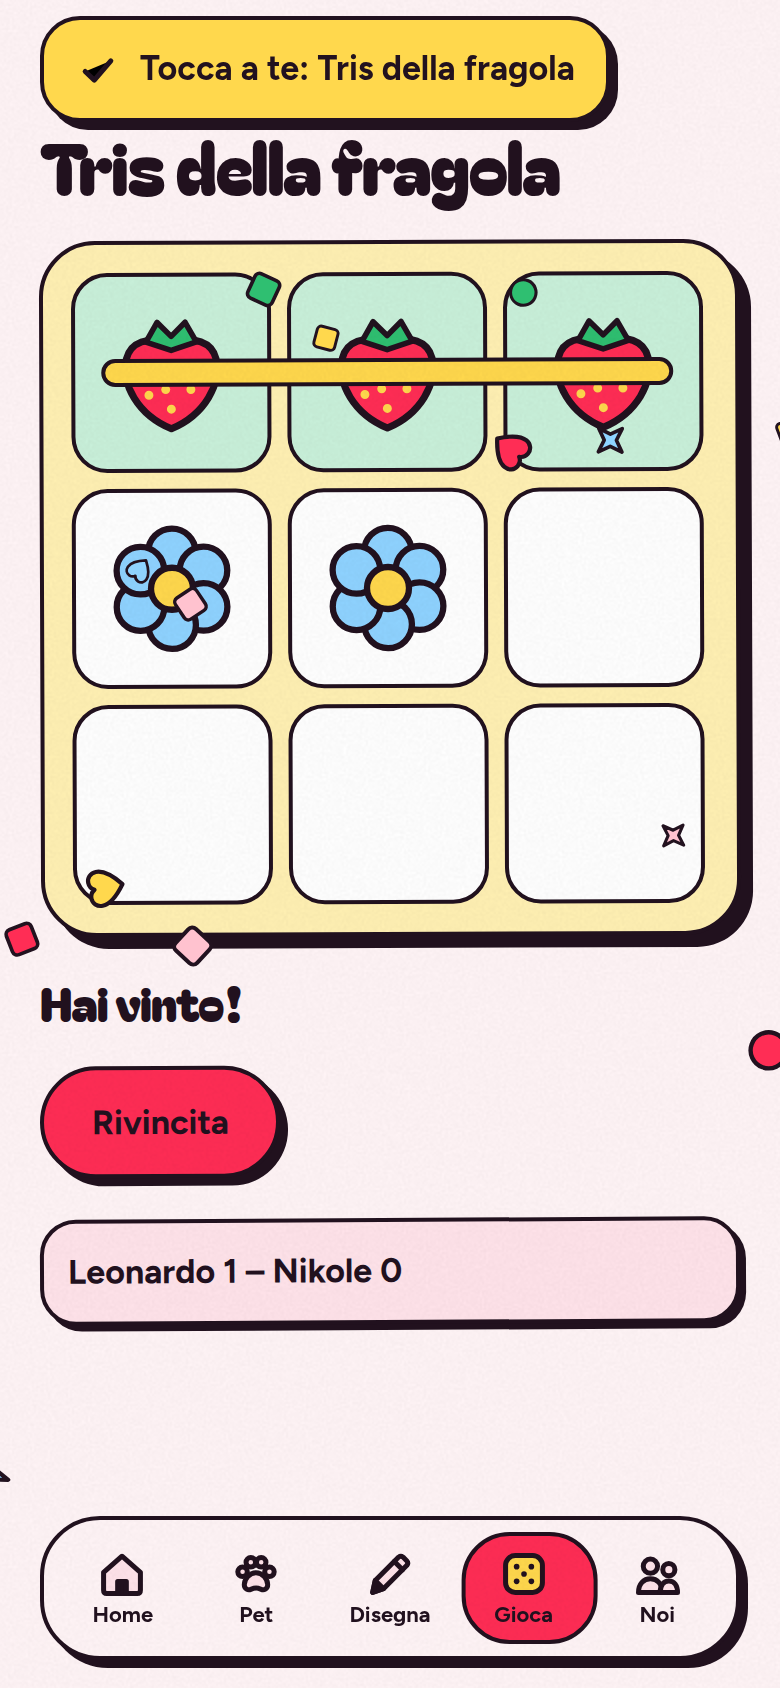 Tocca a te: Tris della fragola
Tris della fragola
Hai vinto!
Rivincita
Leonardo 1 – Nikole 0
Home
Pet
Disegna
Gioca
Noi